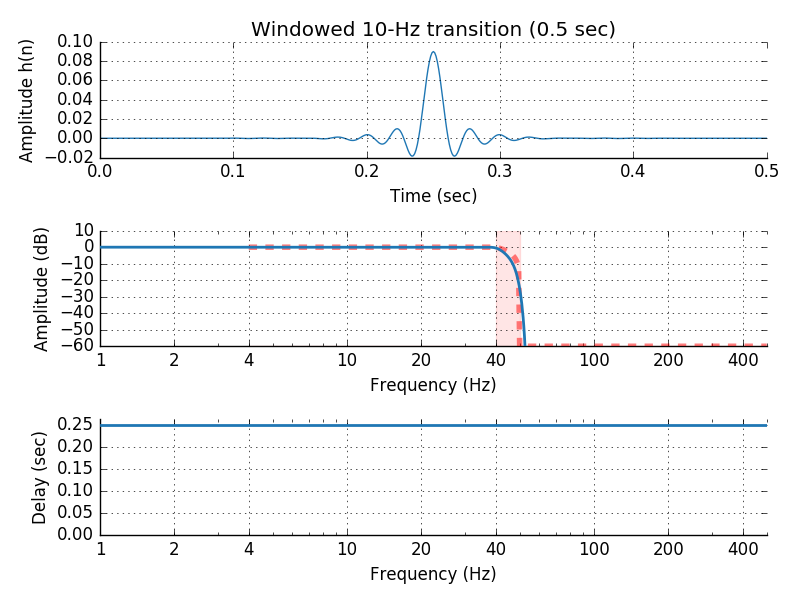 Windowed 10-Hz transition (0.5 sec)
Amplitude h(n)
0.10
0.08
0.06
0.04
0.02
0.00
−0.02
0.0 0.1 0.2 0.3 0.4 0.5
Time (sec)
Amplitude (dB)
10
0
−10
−20
−30
−40
−50
−60
1 2 4 10 20 40 100 200 400
Frequency (Hz)
Delay (sec)
0.25
0.20
0.15
0.10
0.05
0.00
1 2 4 10 20 40 100 200 400
Frequency (Hz)